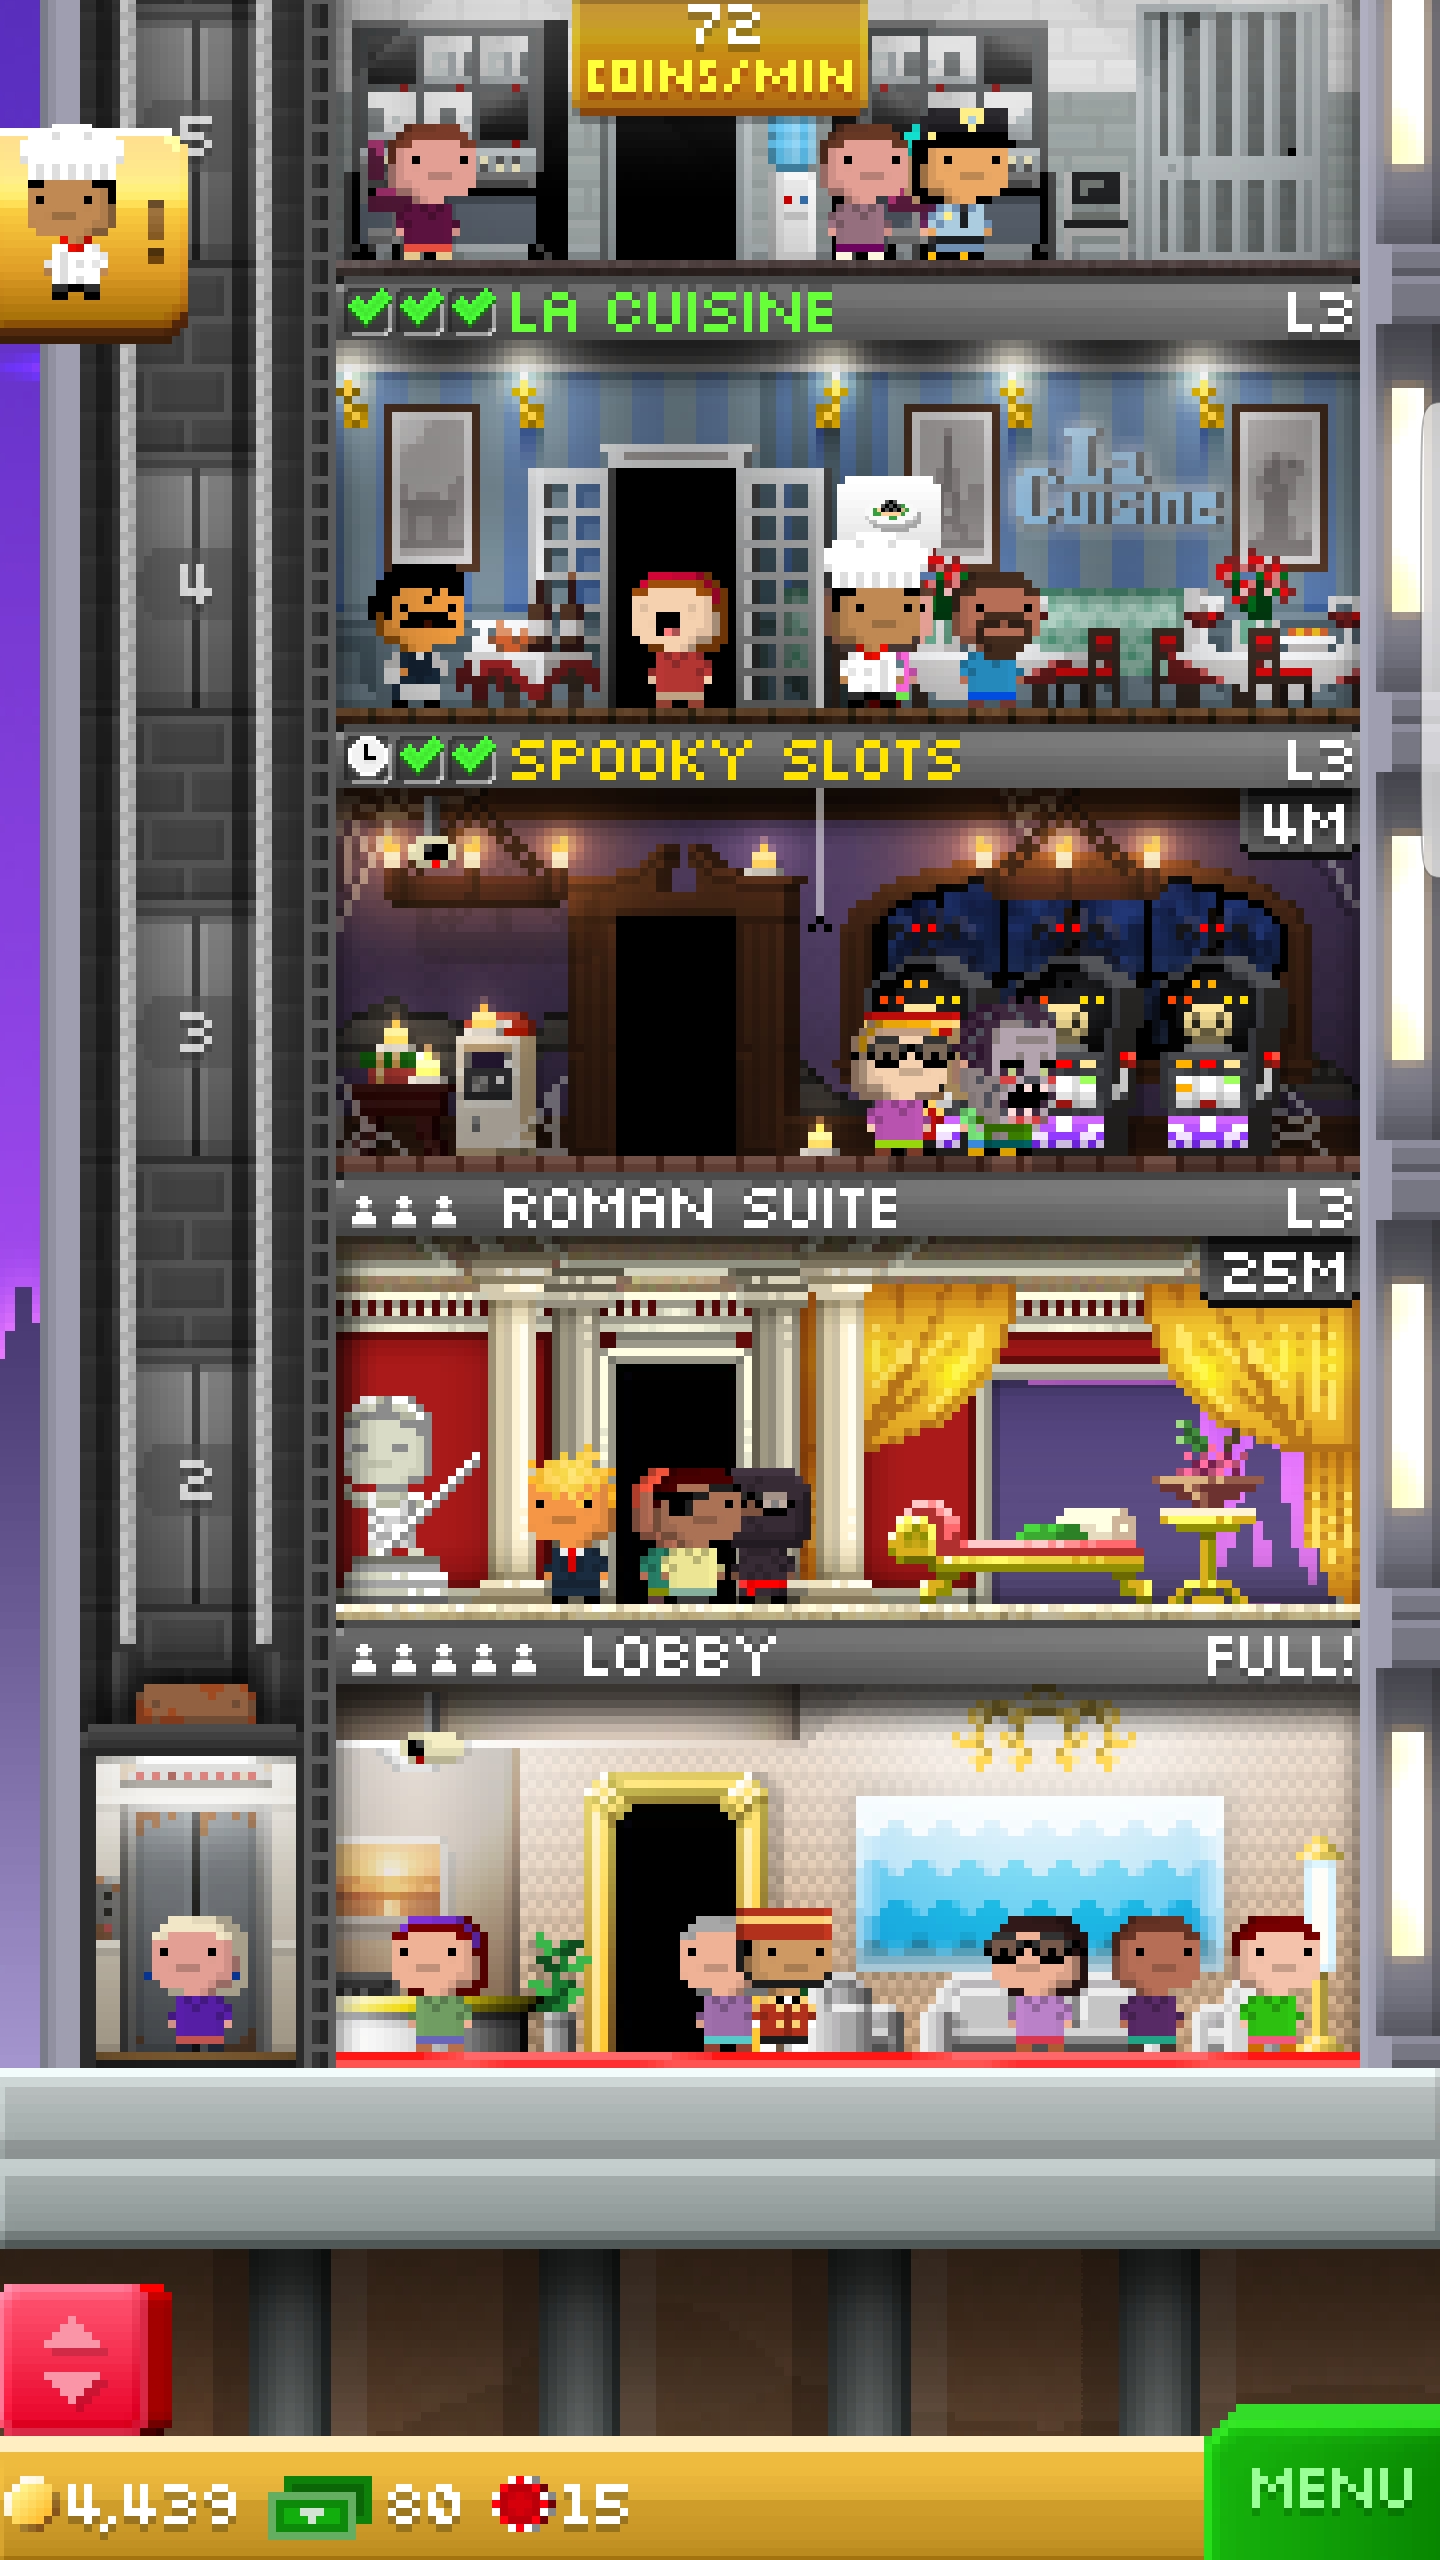 72
COINS/MIN
5
!
LA CUISINE L3
La
Cuisine
4
SPOOKY SLOTS L3
4M
3
ROMAN SUITE L3
25M
2
LOBBY FULL!
4,439 80 15
MENU